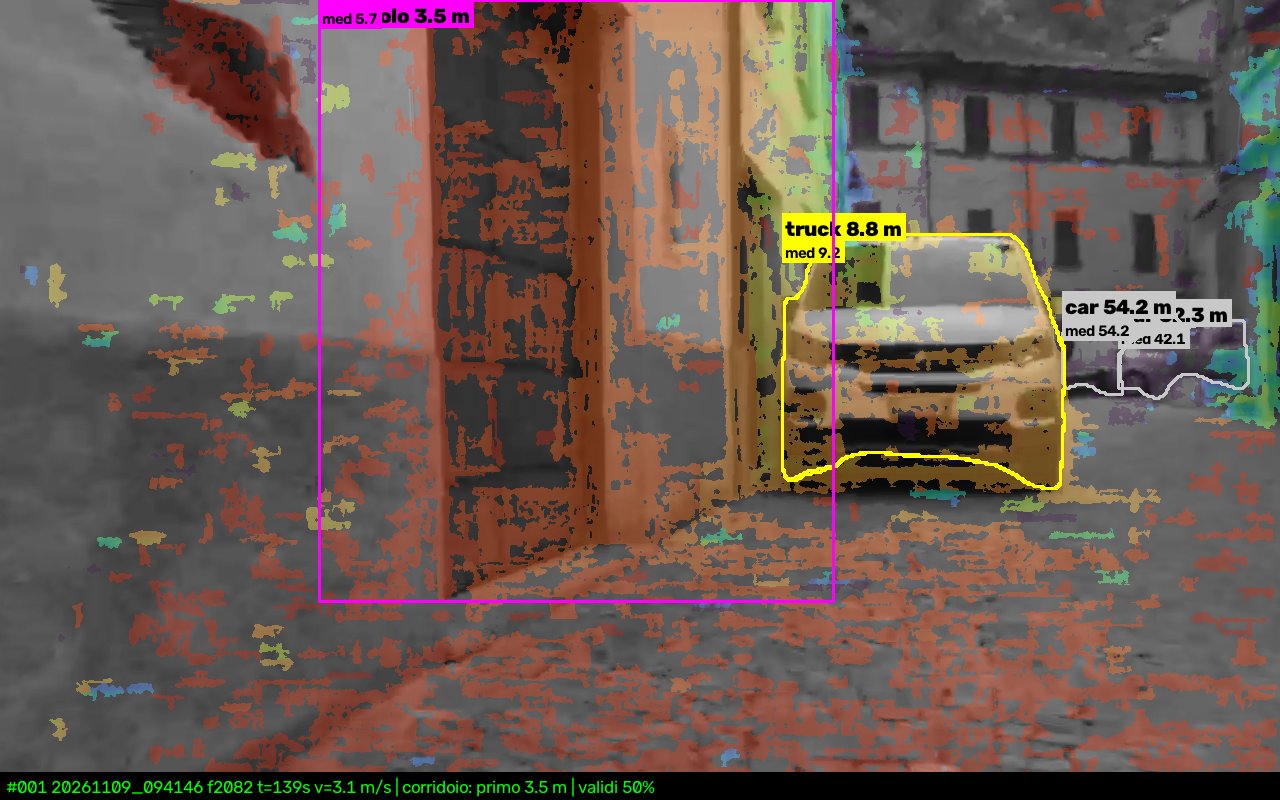 med 5.7 olo 3.5 m
truck 8.8 m
med 9.2
car 54.2 m
med 54.2
2.3 m
med 42.1
#001 20261109_094146 f2082 t=139s v=3.1 m/s | corridoio: primo 3.5 m | validi 50%